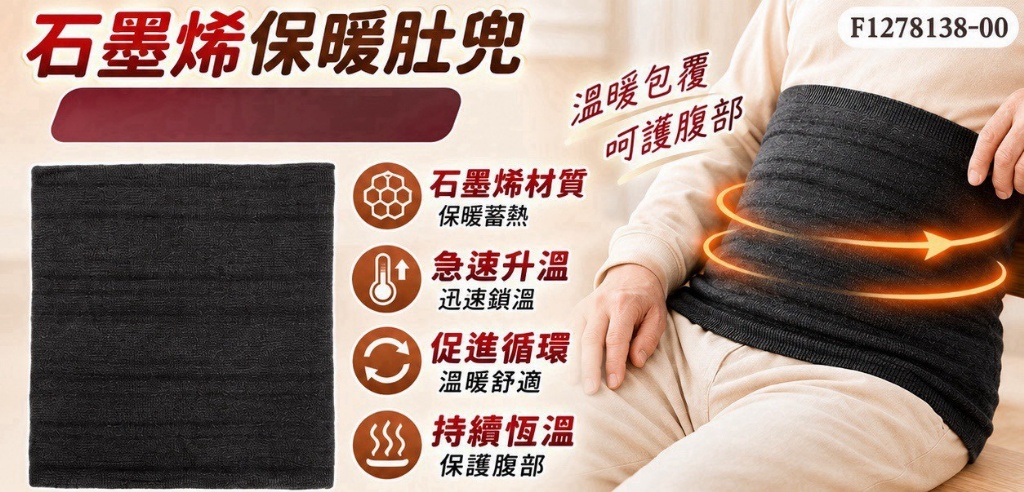 石墨烯保暖肚兜
F1278138-00
溫暖包覆
呵護腹部
石墨烯材質
保暖蓄熱
急速升溫
迅速鎖溫
促進循環
溫暖舒適
持續恆溫
保護腹部